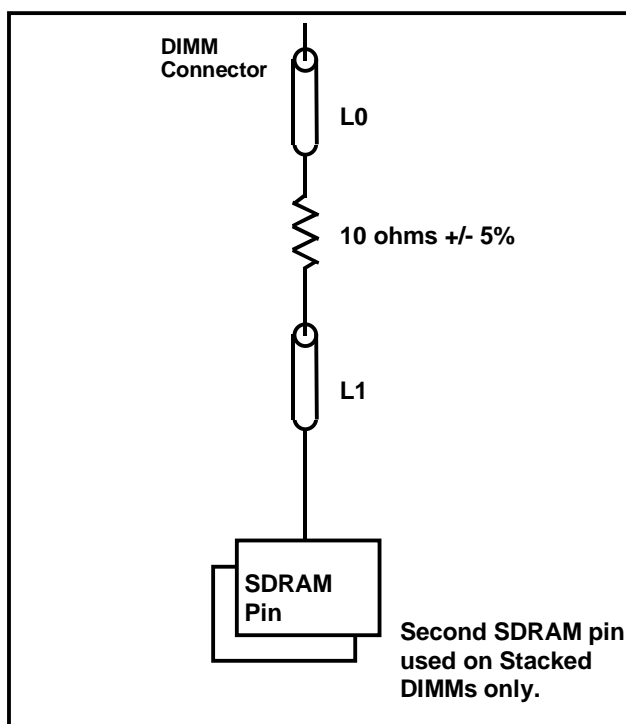 DIMM
Connector
L0
10 ohms +/- 5%
L1
SDRAM
Pin
Second SDRAM pin
used on Stacked
DIMMs only.